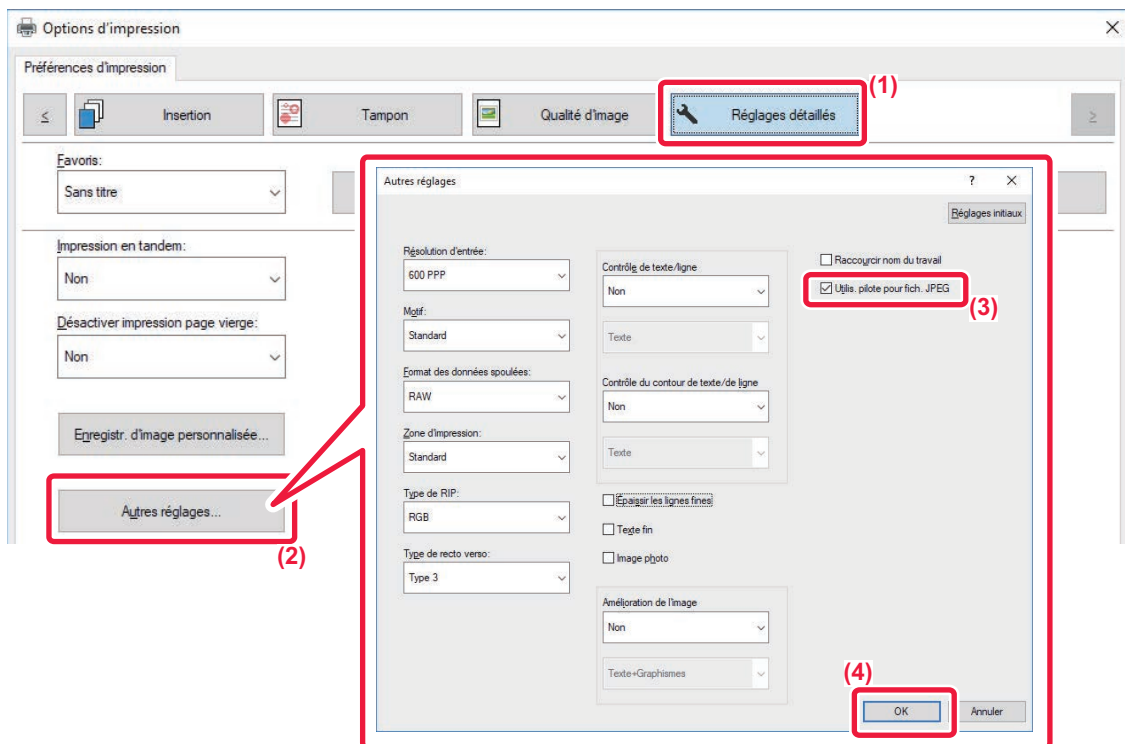 Options d'impression
Préférences d'impression
(1)
<
Insertion
Tampon
Qualité d'image
Réglages détaillés
>
Favoris:
Sans titre
Impression en tandem:
Non
Désactiver impression page vierge:
Non
Enregistr. d'image personnalisée...
Autres réglages...
(2)
Autres réglages
?
Réglages initiaux
Résolution d'entrée:
600 PPP
Motif:
Standard
Format des données spoulées:
RAW
Zone d'impression:
Standard
Type de RIP:
RGB
Type de recto verso:
Type 3
Contrôle de texte/ligne
Non
Texte
Contrôle du contour de texte/de ligne
Non
Texte
Épaissir les lignes fines
Texte fin
Image photo
Amélioration de l'image
Non
Texte+Graphismes
Raccourcir nom du travail
Utilis. pilote pour fich. JPEG
(3)
(4)
OK
Annuler